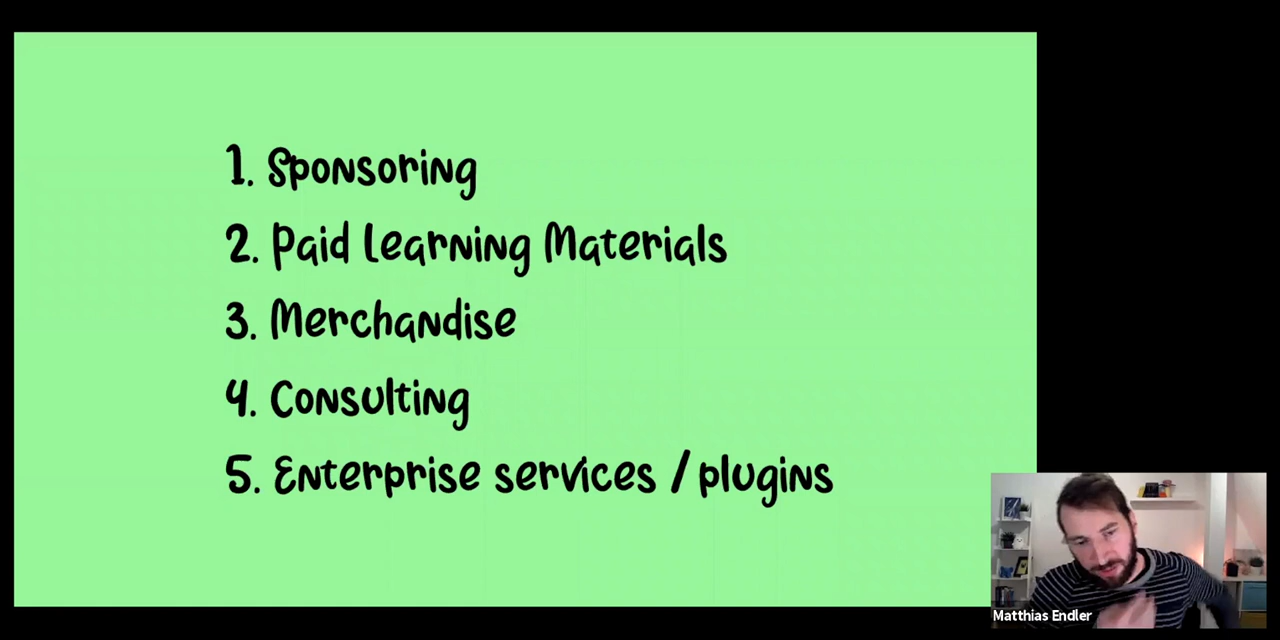 1. Sponsoring
2. Paid Learning Materials
3. Merchandise
4. Consulting
5. Enterprise services / plugins
Matthias Endler